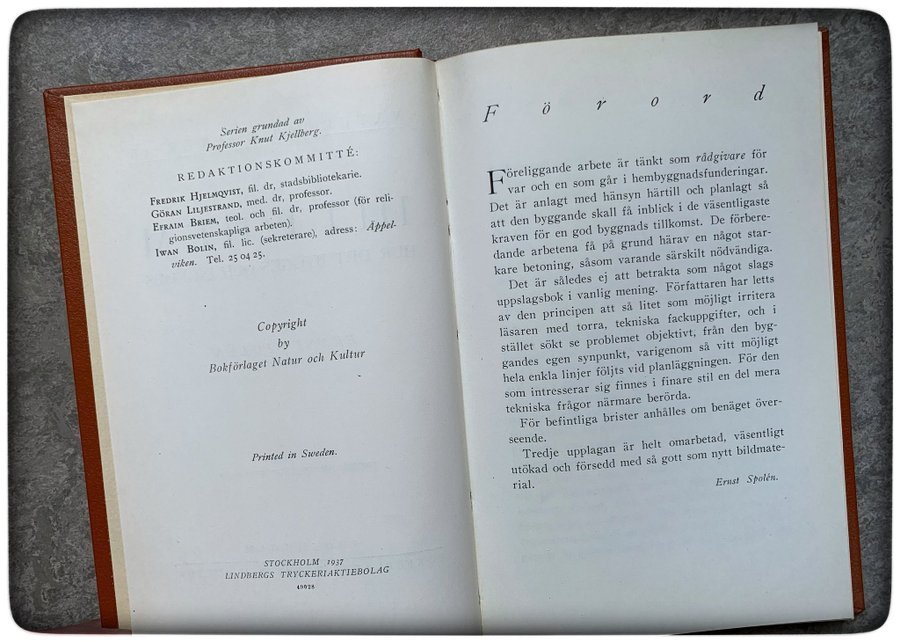 Serien grundad av
Professor Knut Kjellberg.
REDAKTIONSKOMMITTÉ:
FREDRIK HJELMQVIST, fil. dr, stadsbibliotekarie.
GÖRAN LILJESTRAND, med. dr, professor.
EFRAIM BRIEM, teol. och fil. dr, professor (för reli-
gionsvetenskapliga arbeten).
IWAN BOLIN, fil. lic. (sekreterare), adress: Äppel-
viken. Tel. 25 04 25.
Copyright
by
Bokförlaget Natur och Kultur
Printed in Sweden.
STOCKHOLM 1937
LINDBERGS TRYCKERIAKTIEBOLAG
49028
Förord
Föreliggande arbete är tänkt som rådgivare för
var och en som går i hembyggnadsfunderingar.
Det är anlagt med hänsyn härtill och planlagt så
att den byggande skall få inblick i de väsentligaste
kraven för en god byggnads tillkomst. De förbere-
dande arbetena få på grund härav en något star-
kare betoning, såsom varande särskilt nödvändiga.
Det är således ej att betrakta som något slags
uppslagsbok i vanlig mening. Författaren har letts
av den principen att så litet som möjligt irritera
läsaren med torra, tekniska fackuppgifter, och i
stället sökt se problemet objektivt, från den byg-
gandes egen synpunkt, varigenom så vitt möjligt
hela enkla linjer följts vid planläggningen. För den
som intresserar sig finnes i finare stil en del mera
tekniska frågor närmare berörda.
För befintliga brister anhålles om benäget över-
seende.
Tredje upplagan är helt omarbetad, väsentligt
utökad och försedd med så gott som nytt bildmate-
rial.
Ernst Spolén.